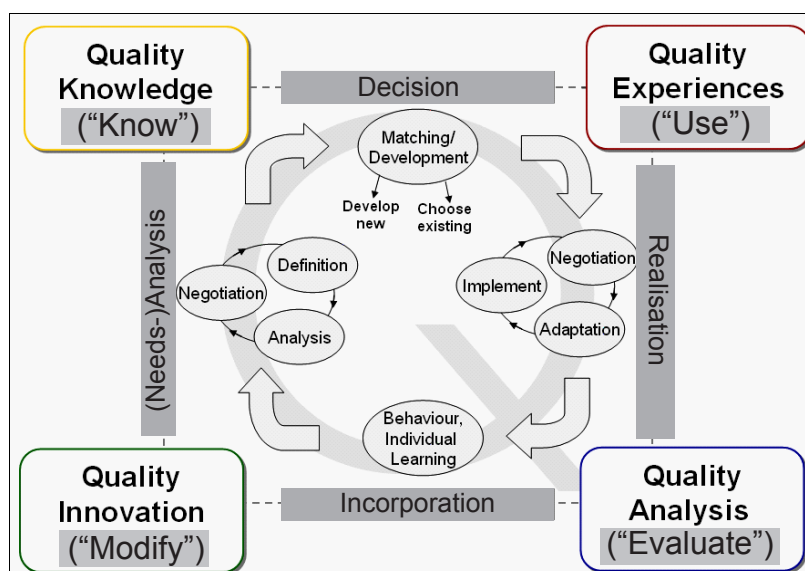 Quality
Knowledge
(“Know”)
Decision
Quality
Experiences
(“Use”)
Matching/
Development
Develop
new
Choose
existing
(Needs-)Analysis
Definition
Negotiation
Analysis
Negotiation
Implement
Adaptation
Realisation
Behaviour,
Individual
Learning
Quality
Innovation
(“Modify”)
Incorporation
Quality
Analysis
(“Evaluate”)